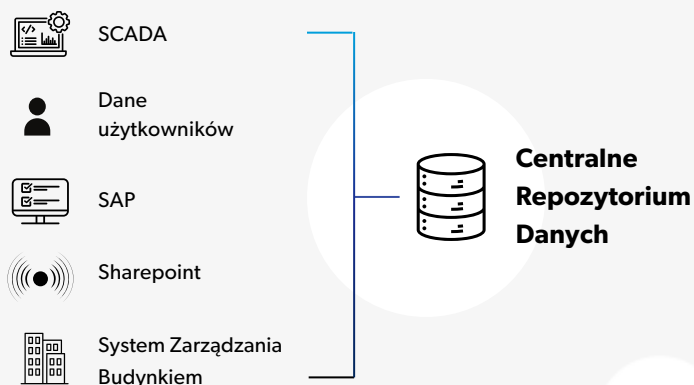 SCADA
Dane
użytkowników
SAP
Sharepoint
System Zarządzania
Budynkiem
Centralne
Repozytorium
Danych